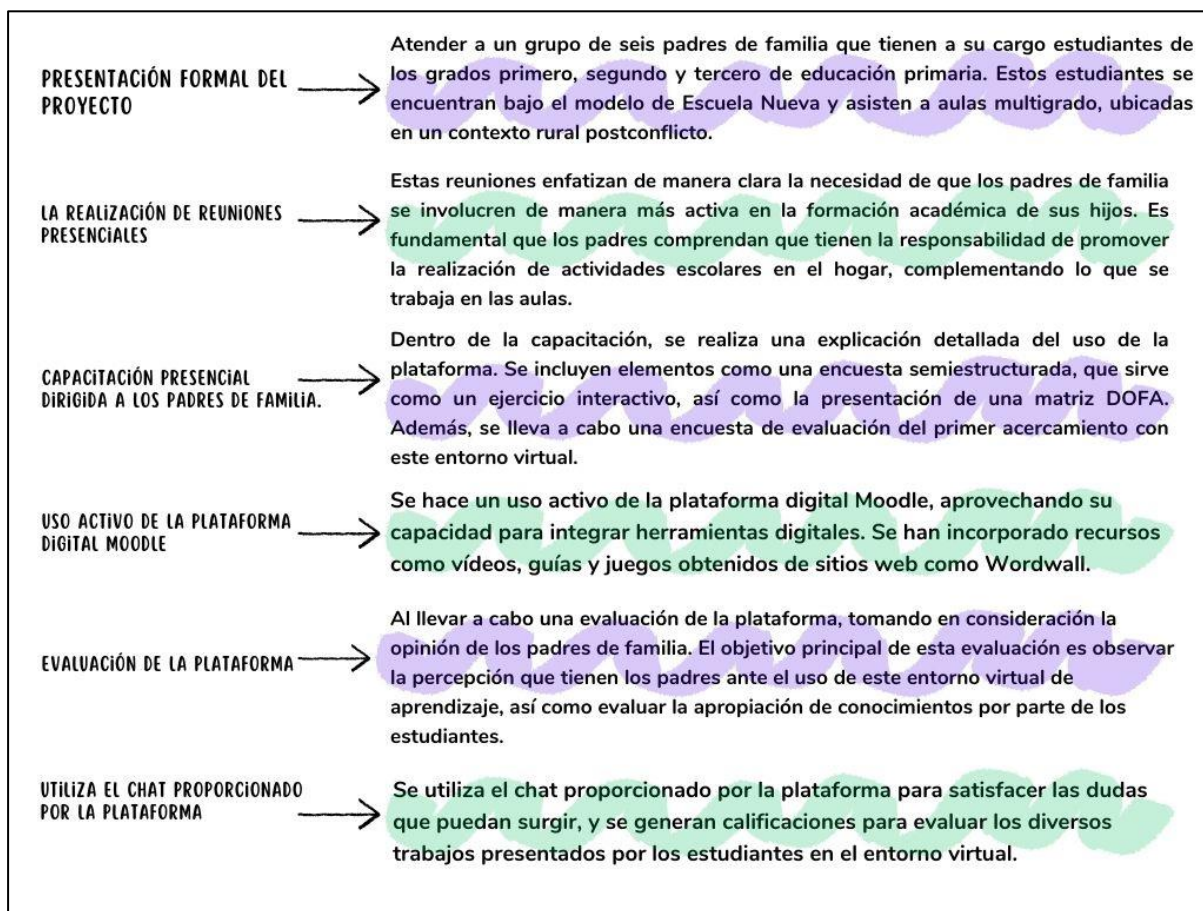 PRESENTACIÓN FORMAL DEL
PROYECTO
Atender a un grupo de seis padres de familia que tienen a su cargo estudiantes de
los grados primero, segundo y tercero de educación primaria. Estos estudiantes se
encuentran bajo el modelo de Escuela Nueva y asisten a aulas multigrado, ubicadas
en un contexto rural postconflicto.
LA REALIZACIÓN DE REUNIONES
PRESENCIALES
Estas reuniones enfatizan de manera clara la necesidad de que los padres de familia
se involucren de manera más activa en la formación académica de sus hijos. Es
fundamental que los padres comprendan que tienen la responsabilidad de promover
la realización de actividades escolares en el hogar, complementando lo que se
trabaja en las aulas.
CAPACITACIÓN PRESENCIAL
DIRIGIDA A LOS PADRES DE FAMILIA.
Dentro de la capacitación, se realiza una explicación detallada del uso de la
plataforma. Se incluyen elementos como una encuesta semiestructurada, que sirve
como un ejercicio interactivo, así como la presentación de una matriz DOFA.
Además, se lleva a cabo una encuesta de evaluación del primer acercamiento con
este entorno virtual.
USO ACTIVO DE LA PLATAFORMA
DIGITAL MOODLE
Se hace un uso activo de la plataforma digital Moodle, aprovechando su
capacidad para integrar herramientas digitales. Se han incorporado recursos
como vídeos, guías y juegos obtenidos de sitios web como Wordwall.
EVALUACIÓN DE LA PLATAFORMA
Al llevar a cabo una evaluación de la plataforma, tomando en consideración la
opinión de los padres de familia. El objetivo principal de esta evaluación es observar
la percepción que tienen los padres ante el uso de este entorno virtual de
aprendizaje, así como evaluar la apropiación de conocimientos por parte de los
estudiantes.
UTILIZA EL CHAT PROPORCIONADO
POR LA PLATAFORMA
Se utiliza el chat proporcionado por la plataforma para satisfacer las dudas
que puedan surgir, y se generan calificaciones para evaluar los diversos
trabajos presentados por los estudiantes en el entorno virtual.